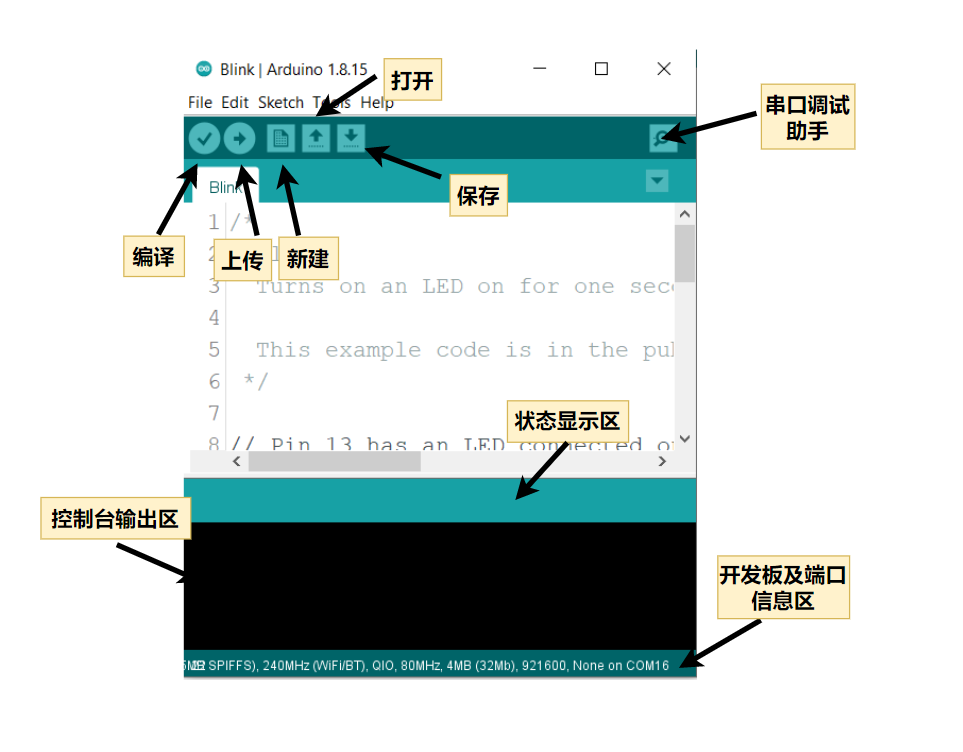 Blink | Arduino 1.8.15
打开
File Edit Sketch Tools Help
串口调试
助手
Blink
保存
编译
上传
新建
1 /*
2
3 Turns on an LED on for one seco
4
5 This example code is in the pub
6 */
7
8 // Pin 13 has an LED connected o
状态显示区
控制台输出区
开发板及端口
信息区
SPIFFS), 240MHz (WiFi/BT), QIO, 80MHz, 4MB (32Mb), 921600, None on COM16